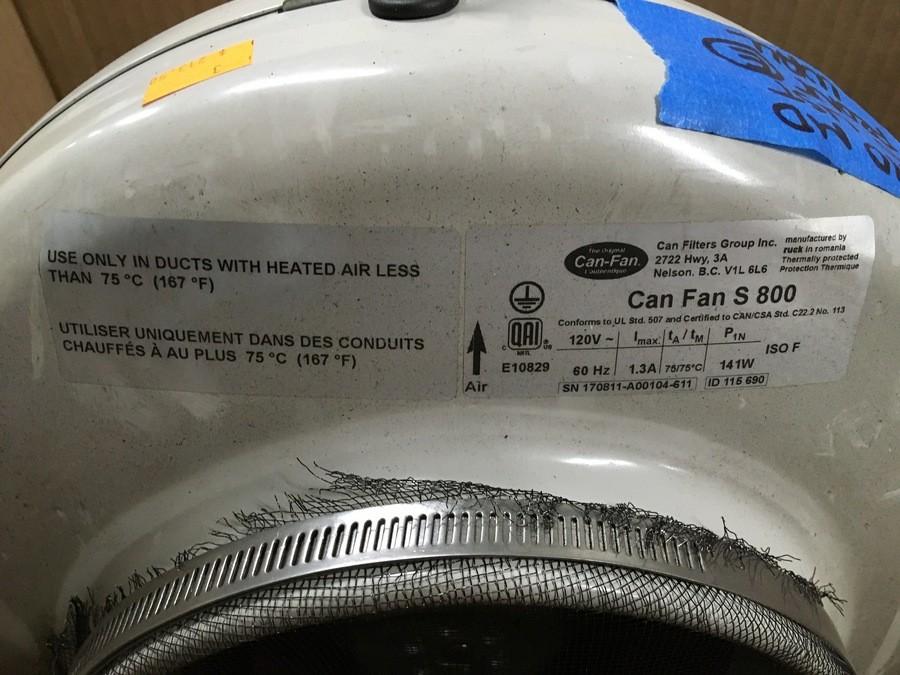 USE ONLY IN DUCTS WITH HEATED AIR LESS
THAN 75 °C (167 °F)
UTILISER UNIQUEMENT DANS DES CONDUITS
CHAUFFÉS À AU PLUS 75 °C (167 °F)
The Original
Can-Fan
L'authentique
Can Filters Group Inc.
2722 Hwy, 3A
Nelson. B.C. V1L 6L6
manufactured by
ruck in romania
Thermally protected
Protection Thermique
Can Fan S 800
Conforms to UL Std. 507 and Certified to CAN/CSA Std. C22.2 No. 113
C QAI US
NRTL
E10829
Air
120V ~ Imax. tA / tM P1N
60 Hz 1.3A 75/75°C 141W
ISO F
SN 170811-A00104-611 ID 115 690